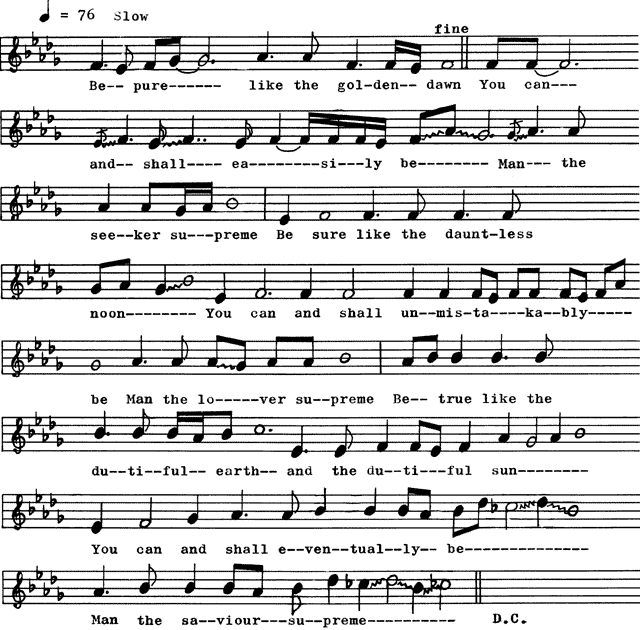 = 76 Slow
fine
Be-- pure------ like the gol-den-- dawn You can---
and-- shall---- ea--------si---ly be-------- Man--- the
see--ker su---preme Be sure like the daunt-less
noon-------- You can and shall un--mis-ta----ka--bly-----
be Man the lo-----ver su--preme Be-- true like the
du--ti--ful-- earth-- and the du--ti---ful sun---------
You can and shall e--ven--tual--ly-- be---------------
Man the sa--viour---su--preme----------- D.C.